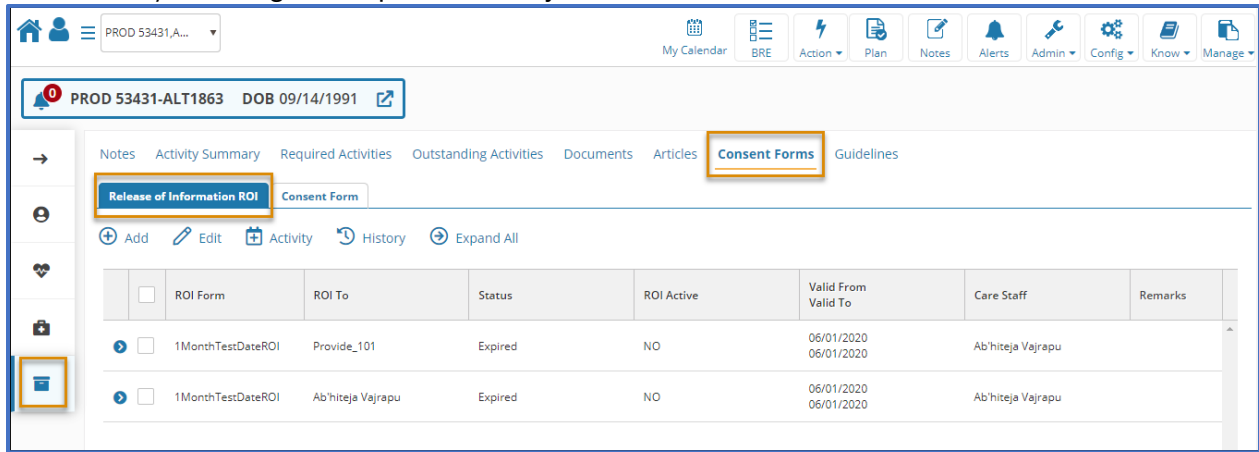 PROD 53431,A...
My Calendar BRE Action Plan Notes Alerts Admin Config Know Manage
0 PROD 53431-ALT1863 DOB 09/14/1991
Notes Activity Summary Required Activities Outstanding Activities Documents Articles Consent Forms Guidelines
Release of Information ROI Consent Form
Add Edit Activity History Expand All
ROI Form ROI To Status ROI Active Valid From Care Staff Remarks
Valid To
1MonthTestDateROI Provide_101 Expired NO 06/01/2020 Ab'hiteja Vajrapu
06/01/2020
1MonthTestDateROI Ab'hiteja Vajrapu Expired NO 06/01/2020 Ab'hiteja Vajrapu
06/01/2020